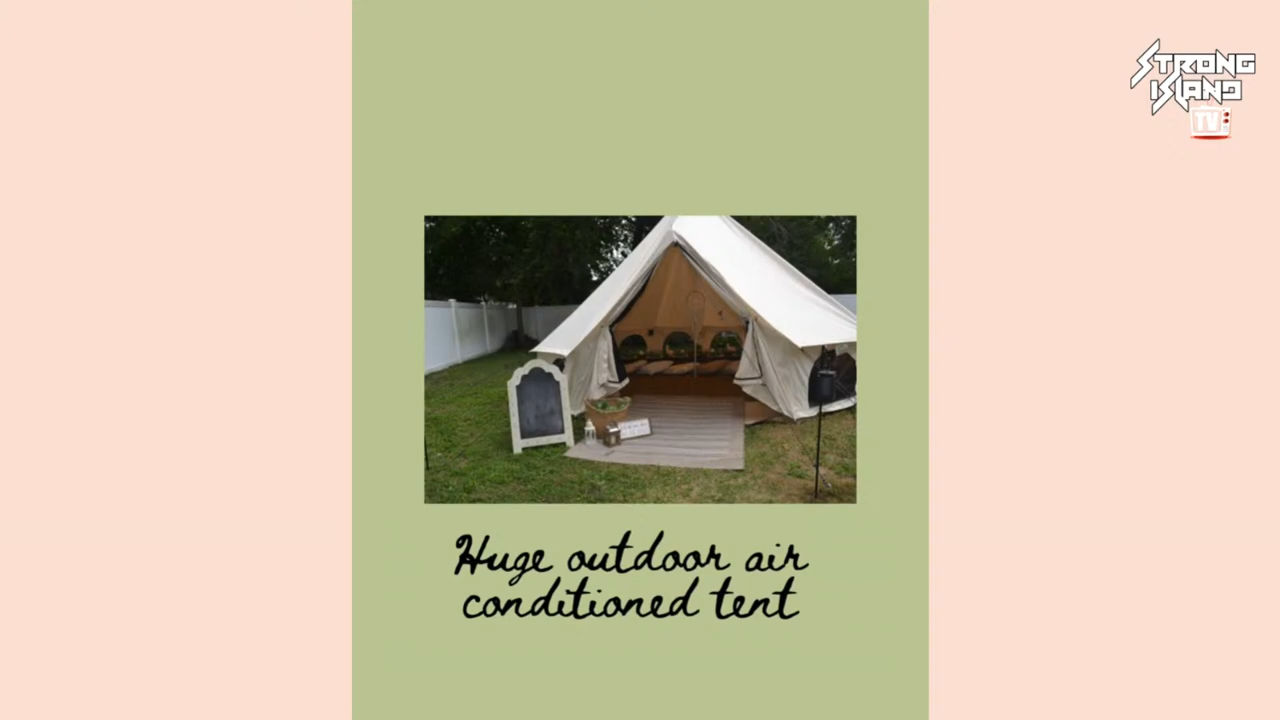 STRONG
ISLAND
TV
Huge outdoor air
conditioned tent